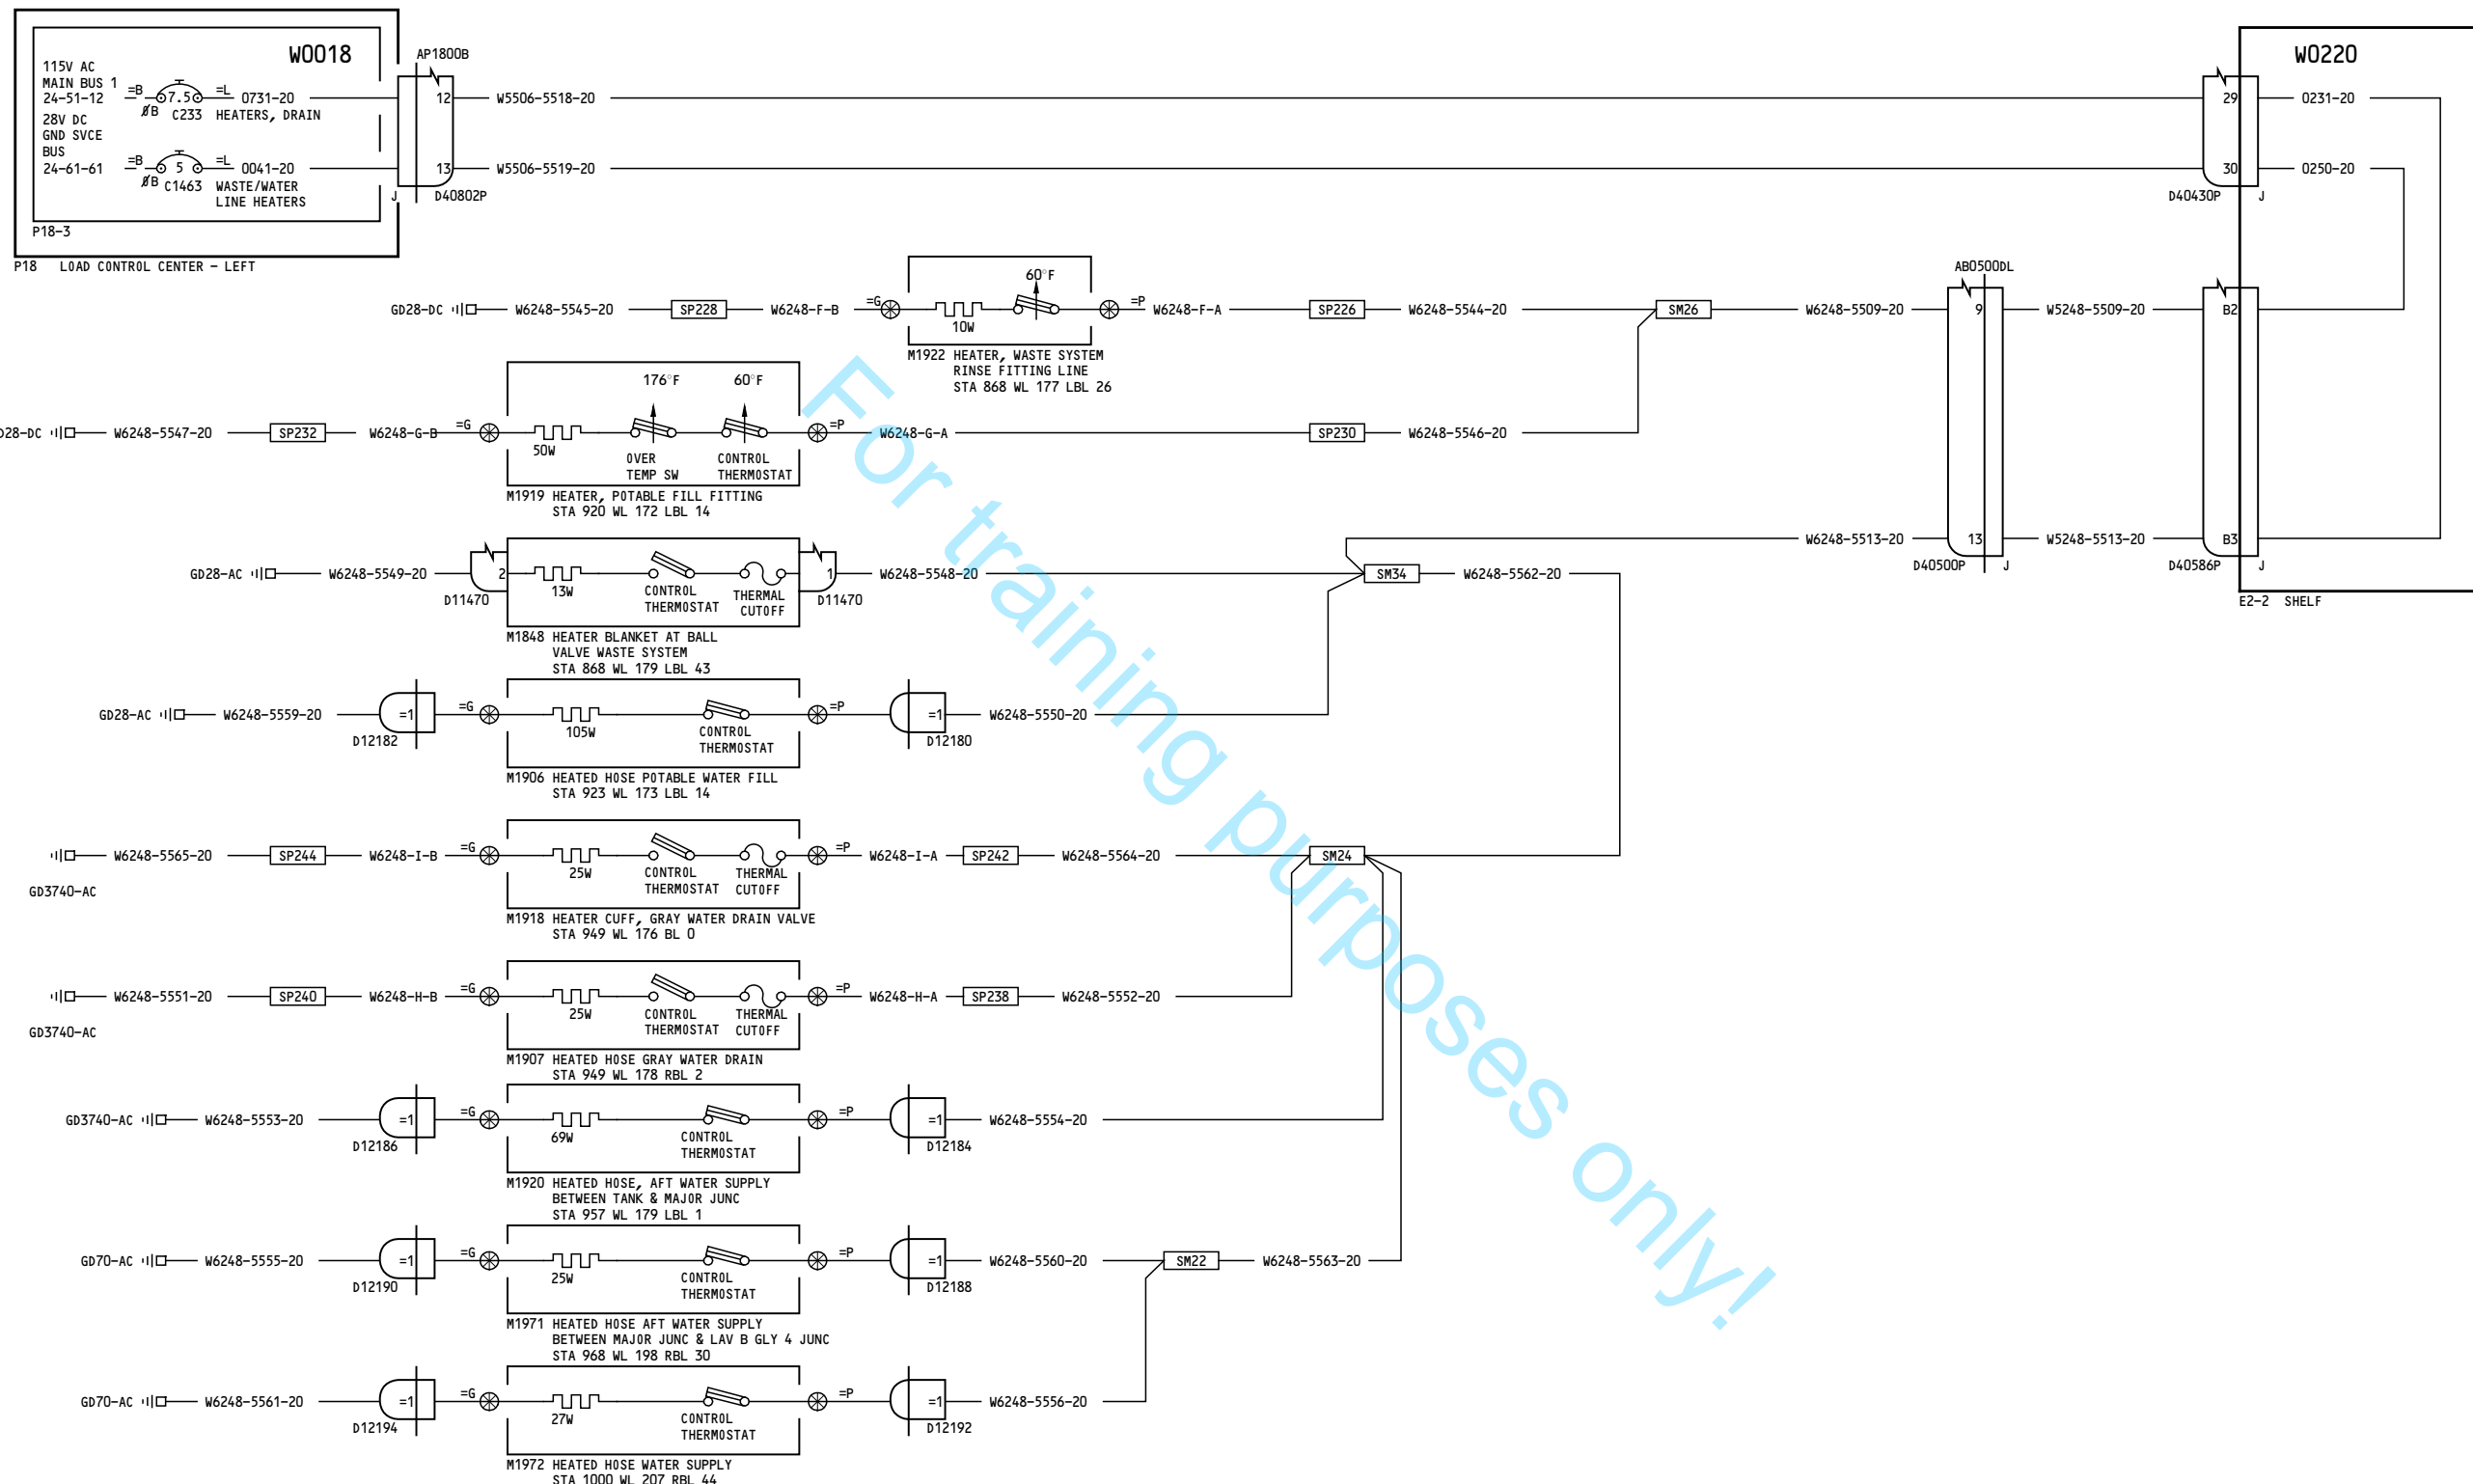 W0018
115V AC
MAIN BUS 1
24-51-12
=B
7.5
=L
0731-20
ØB
C233
HEATERS, DRAIN
28V DC
GND SVCE
BUS
24-61-61
=B
5
=L
0041-20
ØB
C1463
WASTE/WATER
LINE HEATERS
P18-3
P18 LOAD CONTROL CENTER - LEFT
AP1800B
12
W5506-5518-20
13
W5506-5519-20
J
D40802P
W0220
29
0231-20
30
0250-20
D40430P
J
GD28-DC
W6248-5545-20
SP228
W6248-F-B
=G
10W
60°F
=P
W6248-F-A
SP226
W6248-5544-20
SM26
W6248-5509-20
AB0500DL
9
W5248-5509-20
B2
M1922 HEATER, WASTE SYSTEM
RINSE FITTING LINE
STA 868 WL 177 LBL 26
D28-DC
W6248-5547-20
SP232
W6248-G-B
=G
50W
176°F
60°F
OVER
TEMP SW
CONTROL
THERMOSTAT
=P
W6248-G-A
SP230
W6248-5546-20
M1919 HEATER, POTABLE FILL FITTING
STA 920 WL 172 LBL 14
W6248-5513-20
13
W5248-5513-20
B3
D40500P
J
D40586P
J
E2-2 SHELF
GD28-AC
W6248-5549-20
2
D11470
13W
CONTROL
THERMOSTAT
THERMAL
CUTOFF
1
D11470
W6248-5548-20
SM34
W6248-5562-20
M1848 HEATER BLANKET AT BALL
VALVE WASTE SYSTEM
STA 868 WL 179 LBL 43
GD28-AC
W6248-5559-20
=1
D12182
=G
105W
CONTROL
THERMOSTAT
=P
=1
D12180
W6248-5550-20
M1906 HEATED HOSE POTABLE WATER FILL
STA 923 WL 173 LBL 14
GD3740-AC
W6248-5565-20
SP244
W6248-I-B
=G
25W
CONTROL
THERMOSTAT
THERMAL
CUTOFF
=P
W6248-I-A
SP242
W6248-5564-20
SM24
M1918 HEATER CUFF, GRAY WATER DRAIN VALVE
STA 949 WL 176 BL 0
GD3740-AC
W6248-5551-20
SP240
W6248-H-B
=G
25W
CONTROL
THERMOSTAT
THERMAL
CUTOFF
=P
W6248-H-A
SP238
W6248-5552-20
M1907 HEATED HOSE GRAY WATER DRAIN
STA 949 WL 178 RBL 2
GD3740-AC
W6248-5553-20
=1
D12186
=G
69W
CONTROL
THERMOSTAT
=P
=1
D12184
W6248-5554-20
M1920 HEATED HOSE, AFT WATER SUPPLY
BETWEEN TANK & MAJOR JUNC
STA 957 WL 179 LBL 1
GD70-AC
W6248-5555-20
=1
D12190
=G
25W
CONTROL
THERMOSTAT
=P
=1
D12188
W6248-5560-20
SM22
W6248-5563-20
M1971 HEATED HOSE AFT WATER SUPPLY
BETWEEN MAJOR JUNC & LAV B GLY 4 JUNC
STA 968 WL 198 RBL 30
GD70-AC
W6248-5561-20
=1
D12194
=G
27W
CONTROL
THERMOSTAT
=P
=1
D12192
W6248-5556-20
M1972 HEATED HOSE WATER SUPPLY
STA 1000 WL 207 RBL 44
For training purposes only!